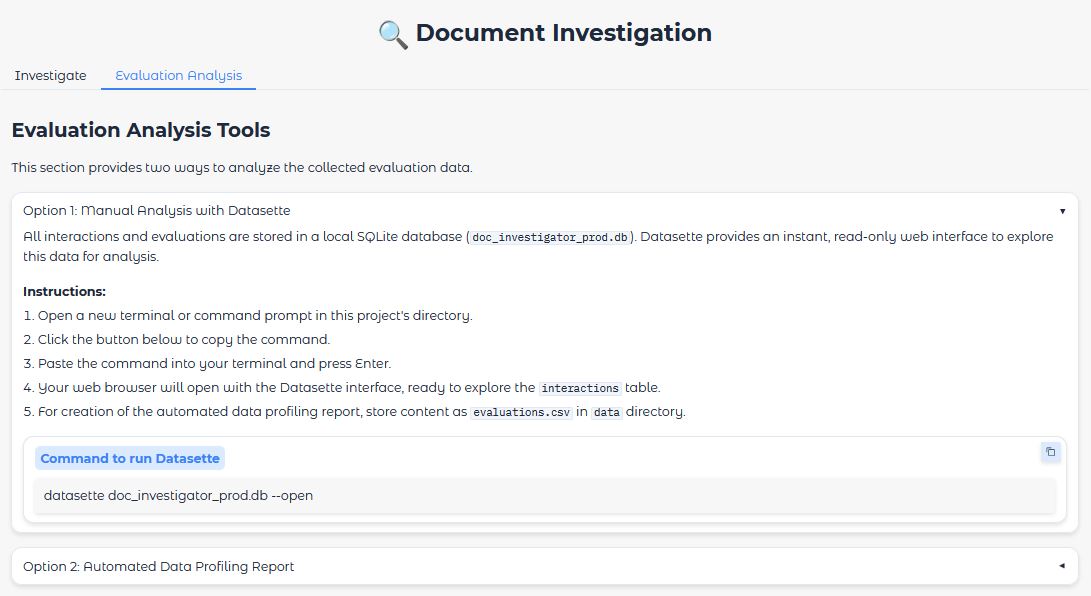 Document Investigation
Investigate
Evaluation Analysis
Evaluation Analysis Tools
This section provides two ways to analyze the collected evaluation data.
Option 1: Manual Analysis with Datasette
All interactions and evaluations are stored in a local SQLite database (doc_investigator_prod.db). Datasette provides an instant, read-only web interface to explore
this data for analysis.
Instructions:
1. Open a new terminal or command prompt in this project's directory.
2. Click the button below to copy the command.
3. Paste the command into your terminal and press Enter.
4. Your web browser will open with the Datasette interface, ready to explore the interactions table.
5. For creation of the automated data profiling report, store content as evaluations.csv in data directory.
Command to run Datasette
datasette doc_investigator_prod.db --open
Option 2: Automated Data Profiling Report